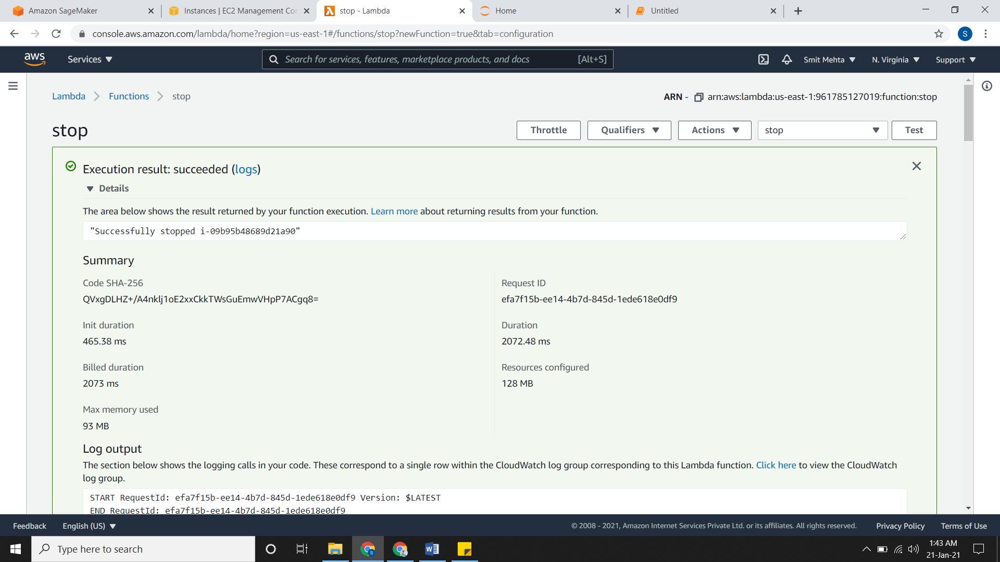 Amazon SageMaker
Instances | EC2 Management Con
stop - Lambda
Home
Untitled
console.aws.amazon.com/lambda/home?region=us-east-1#/functions/stop?newFunction=true&tab=configuration
S
aws
Services
Search for services, features, marketplace products, and docs
[Alt+S]
Smit Mehta
N. Virginia
Support
Lambda
Functions
stop
ARN - arn:aws:lambda:us-east-1:961785127019:function:stop
stop
Throttle
Qualifiers
Actions
stop
Test
Execution result: succeeded (logs)
Details
The area below shows the result returned by your function execution. Learn more about returning results from your function.
"Successfully stopped i-09b95b48689d21a90"
Summary
Code SHA-256
QVxgDLHZ+/A4nklj1oE2xxCkkTWsGuEmwVHpP7ACgq8=
Request ID
efa7f15b-ee14-4b7d-845d-1ede618e0df9
Init duration
465.38 ms
Duration
2072.48 ms
Billed duration
2073 ms
Resources configured
128 MB
Max memory used
93 MB
Log output
The section below shows the logging calls in your code. These correspond to a single row within the CloudWatch log group corresponding to this Lambda function. Click here to view the CloudWatch
log group.
START RequestId: efa7f15b-ee14-4b7d-845d-1ede618e0df9 Version: $LATEST
END RequestId: efa7f15b-ee14-4b7d-845d-1ede618e0df9
Feedback
English (US)
© 2008 - 2021, Amazon Internet Services Private Ltd. or its affiliates. All rights reserved.
Privacy Policy
Terms of Use
Type here to search
1:43 AM
21-Jan-21